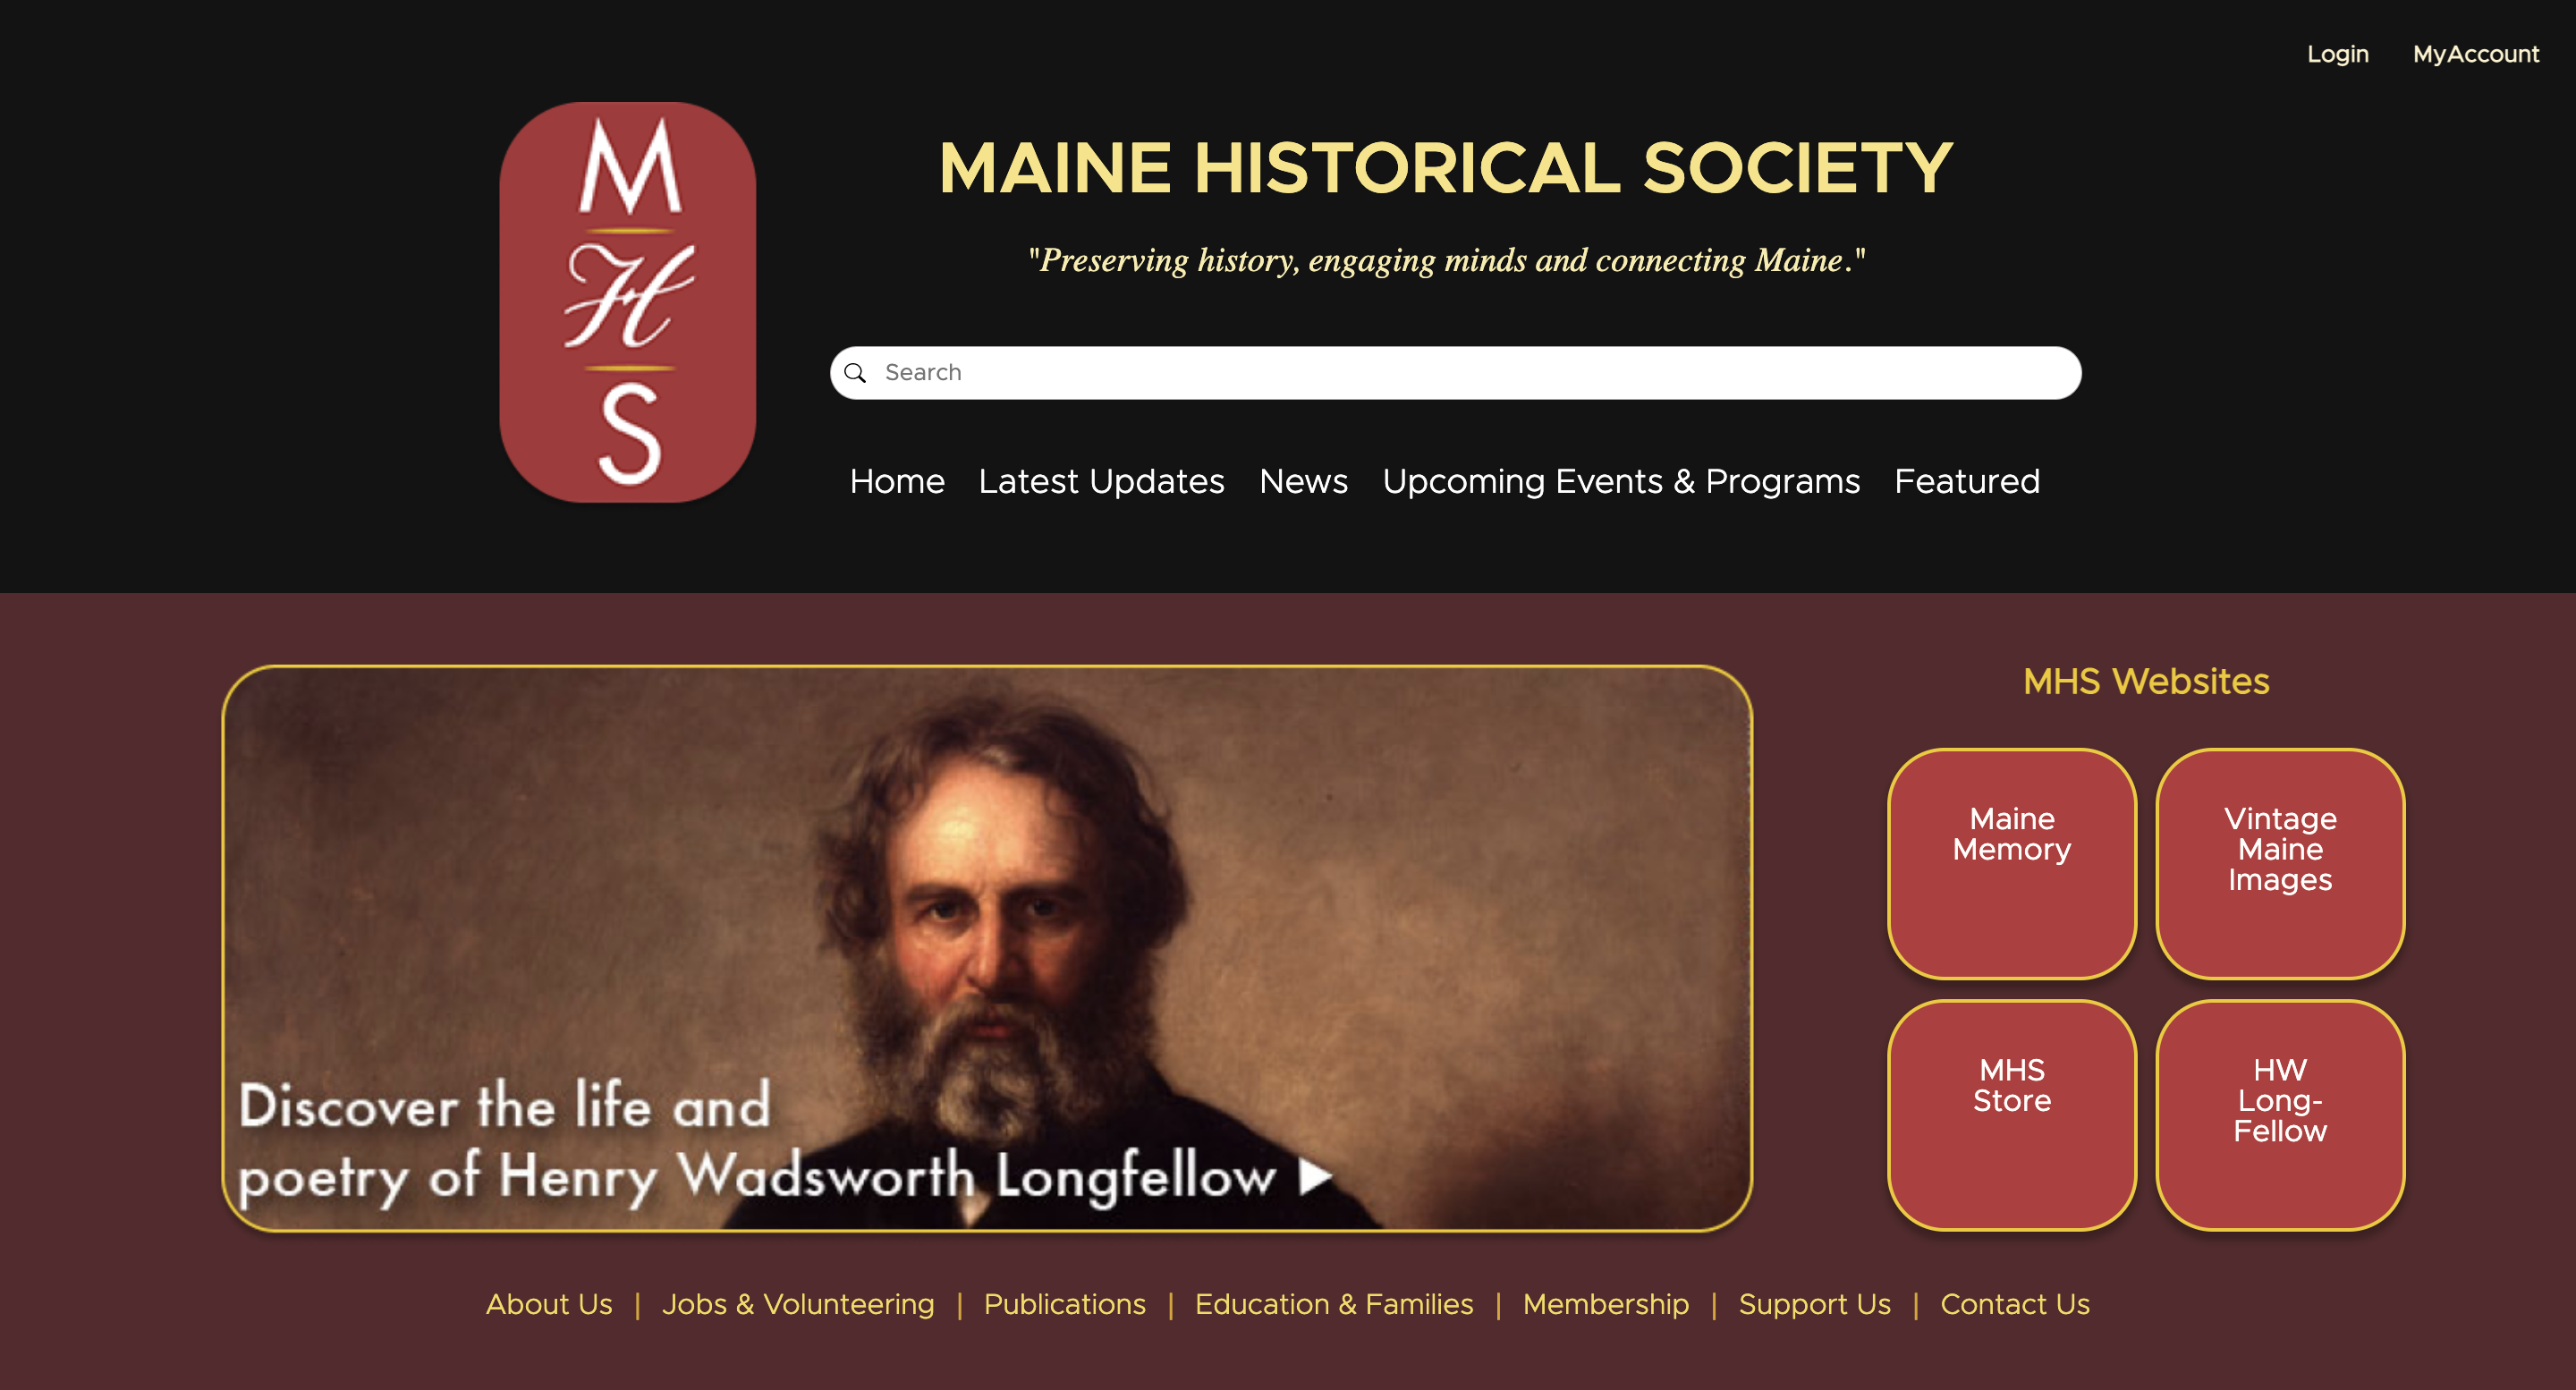 Login MyAccount
M
H
S
MAINE HISTORICAL SOCIETY
"Preserving history, engaging minds and connecting Maine."
Search
Home Latest Updates News Upcoming Events & Programs Featured
Discover the life and
poetry of Henry Wadsworth Longfellow
MHS Websites
Maine
Memory
Vintage
Maine
Images
MHS
Store
HW
Long-
Fellow
About Us | Jobs & Volunteering | Publications | Education & Families | Membership | Support Us | Contact Us